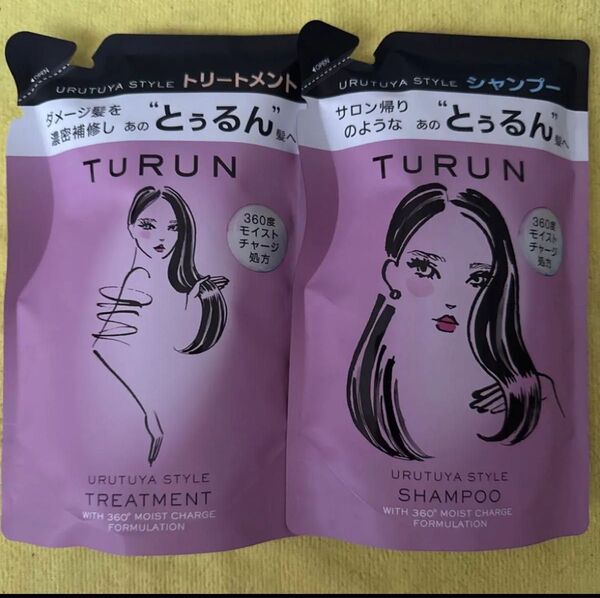 ◀OPEN
URUTUYA STYLE トリートメント
ダメージ髪を
濃密補修し あの “とぅるん” 髪へ
TURUN
360度
モイスト
チャージ
処方
URUTUYA STYLE
TREATMENT
WITH 360° MOIST CHARGE
FORMULATION
◀OPEN
URUTUYA STYLE シャンプー
サロン帰り
のような あの “とぅるん” 髪へ
TURUN
360度
モイスト
チャージ
処方
URUTUYA STYLE
SHAMPOO
WITH 360° MOIST CHARGE
FORMULATION